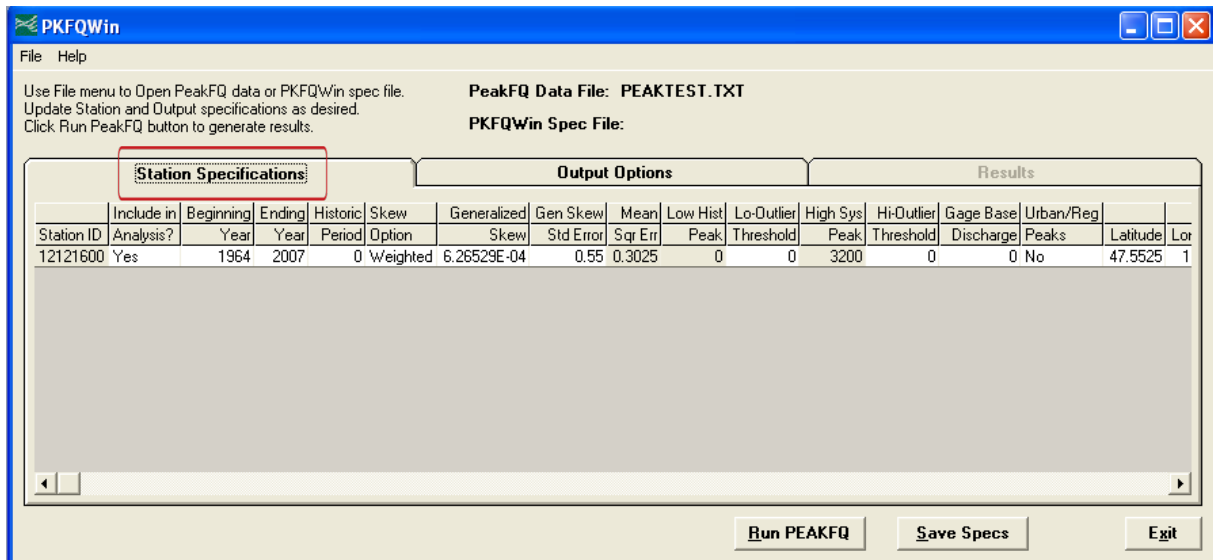 PKFQWin
File Help
Use File menu to Open PeakFQ data or PKFQWin spec file.
Update Station and Output specifications as desired.
Click Run PeakFQ button to generate results.
PeakFQ Data File: PEAKTEST.TXT
PKFQWin Spec File:
Station Specifications Output Options Results
Include in Beginning Ending Historic Skew Generalized Gen Skew Mean Low Hist Lo-Outlier High Sys Hi-Outlier Gage Base Urban/Reg
Station ID Analysis? Year Year Period Option Skew Std Error Sqr Err Peak Threshold Peak Threshold Discharge Peaks Latitude Lor
12121600 Yes 1964 2007 0 Weighted 6.26529E-04 0.55 0.3025 0 0 3200 0 0 No 47.5525 1
Run PEAKFQ Save Specs Exit